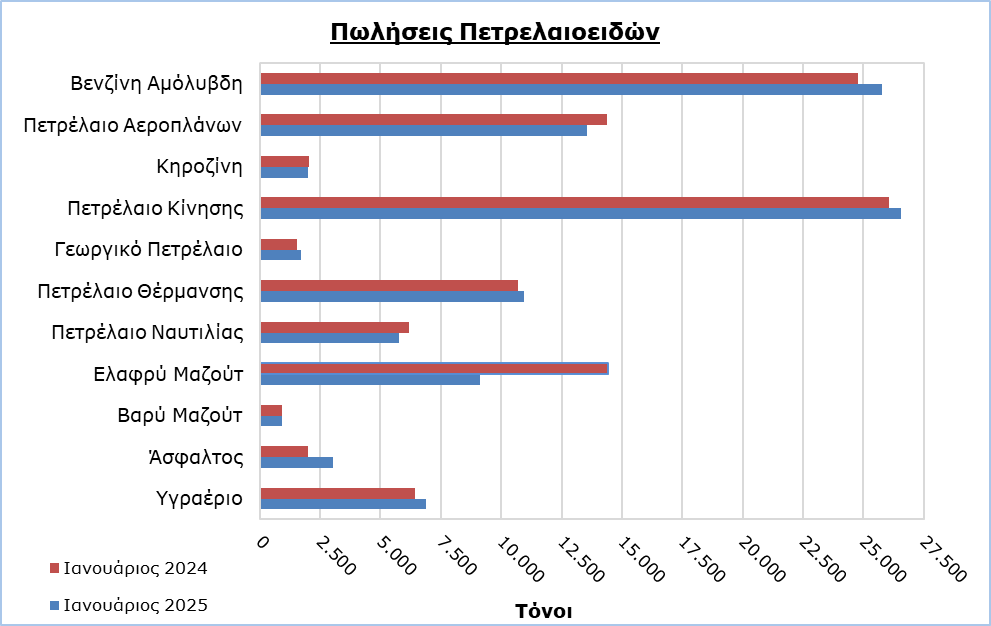 Πωλήσεις Πετρελαιοειδών
Βενζίνη Αμόλυβδη
Πετρέλαιο Αεροπλάνων
Κηροζίνη
Πετρέλαιο Κίνησης
Γεωργικό Πετρέλαιο
Πετρέλαιο Θέρμανσης
Πετρέλαιο Ναυτιλίας
Ελαφρύ Μαζούτ
Βαρύ Μαζούτ
Άσφαλτος
Υγραέριο
0 2.500 5.000 7.500 10.000 12.500 15.000 17.500 20.000 22.500 25.000 27.500
Ιανουάριος 2024
Ιανουάριος 2025
Τόνοι